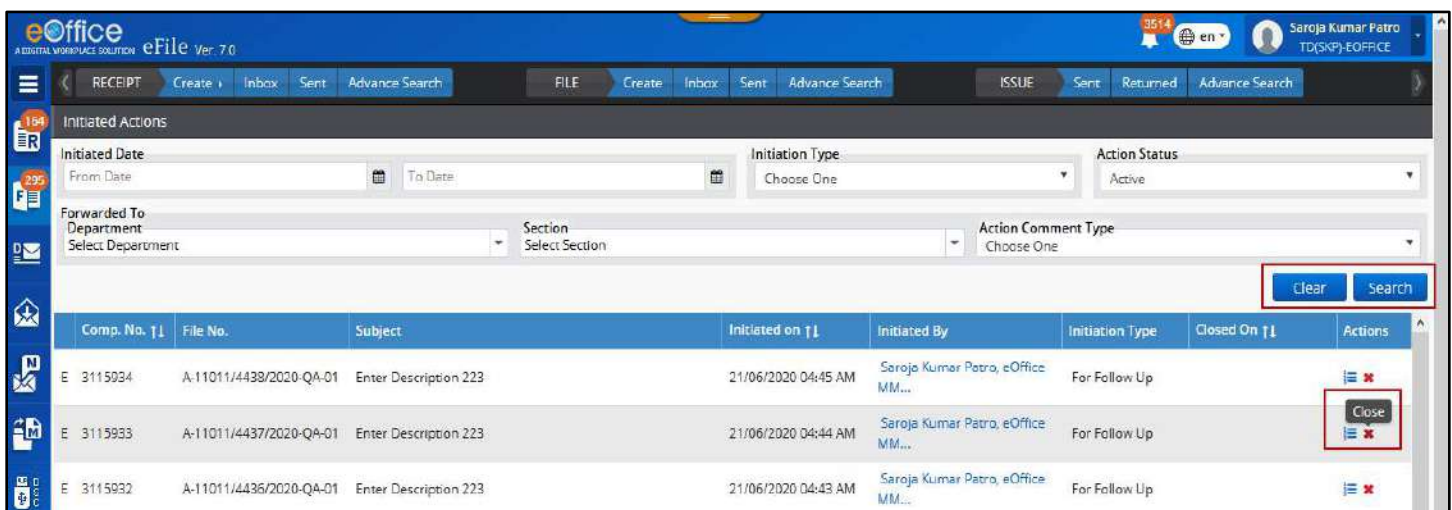 eOffice
A DIGITAL WORKPLACE SOLUTION eFile Ver 7.0
3514
en
Saroja Kumar Patro
TD(SKP)-EOFFICE
RECEIPT Create Inbox Sent Advance Search FILE Create Inbox Sent Advance Search ISSUE Sent Returned Advance Search
164
R
Initiated Actions
Initiated Date Initiation Type Action Status
From Date To Date Choose One Active
295
F
Forwarded To
Department Section Action Comment Type
Select Department Select Section Choose One
D
Clear Search
Comp. No. File No. Subject Initiated on Initiated By Initiation Type Closed On Actions
N
E 3115934 A-11011/4438/2020-QA-01 Enter Description 223 21/06/2020 04:45 AM Saroja Kumar Patro, eOffice MM... For Follow Up
Close
M
E 3115933 A-11011/4437/2020-QA-01 Enter Description 223 21/06/2020 04:44 AM Saroja Kumar Patro, eOffice MM... For Follow Up
DSC
E 3115932 A-11011/4436/2020-QA-01 Enter Description 223 21/06/2020 04:43 AM Saroja Kumar Patro, eOffice MM... For Follow Up